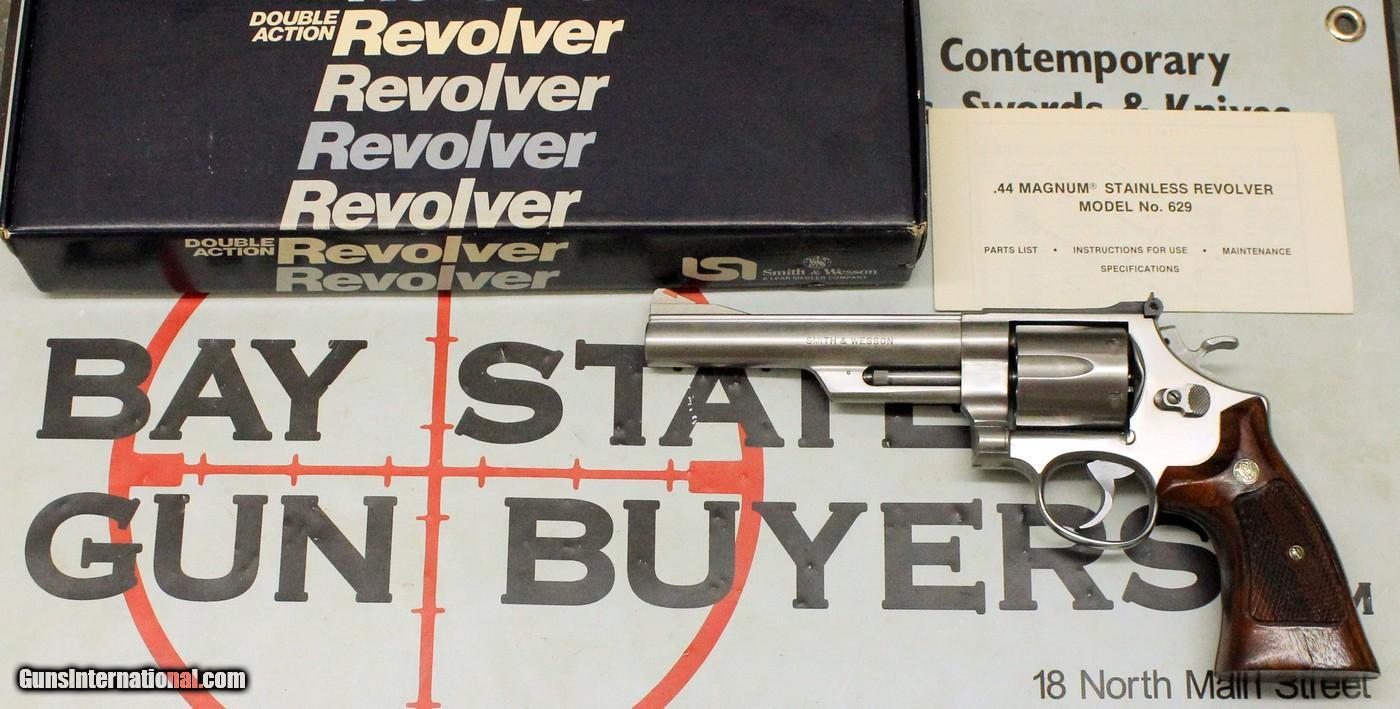 DOUBLE ACTION Revolver
Revolver
Revolver
Revolver
DOUBLE ACTION Revolver
Revolver
Smith & Wesson
A LEAR SIEGLER COMPANY
Contemporary
Swords & Knives
.44 MAGNUM® STAINLESS REVOLVER
MODEL No. 629
PARTS LIST • INSTRUCTIONS FOR USE • MAINTENANCE
SPECIFICATIONS
SMITH & WESSON
BAY STATE
GUN BUYERS
18 North Main Street
GunsInternational.com